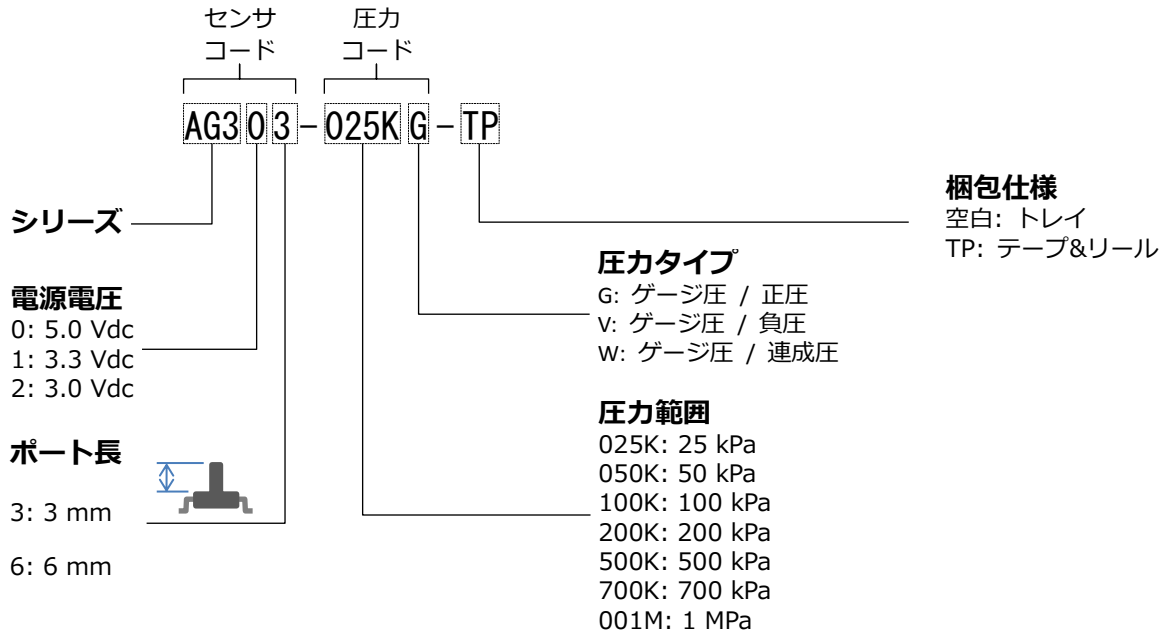 センサ
コード
圧力
コード
AG303-025KG-TP
シリーズ
電源電圧
0: 5.0 Vdc
1: 3.3 Vdc
2: 3.0 Vdc
ポート長
3: 3 mm
6: 6 mm
圧力タイプ
G: ゲージ圧 / 正圧
V: ゲージ圧 / 負圧
W: ゲージ圧 / 連成圧
圧力範囲
025K: 25 kPa
050K: 50 kPa
100K: 100 kPa
200K: 200 kPa
500K: 500 kPa
700K: 700 kPa
001M: 1 MPa
梱包仕様
空白: トレイ
TP: テープ&リール